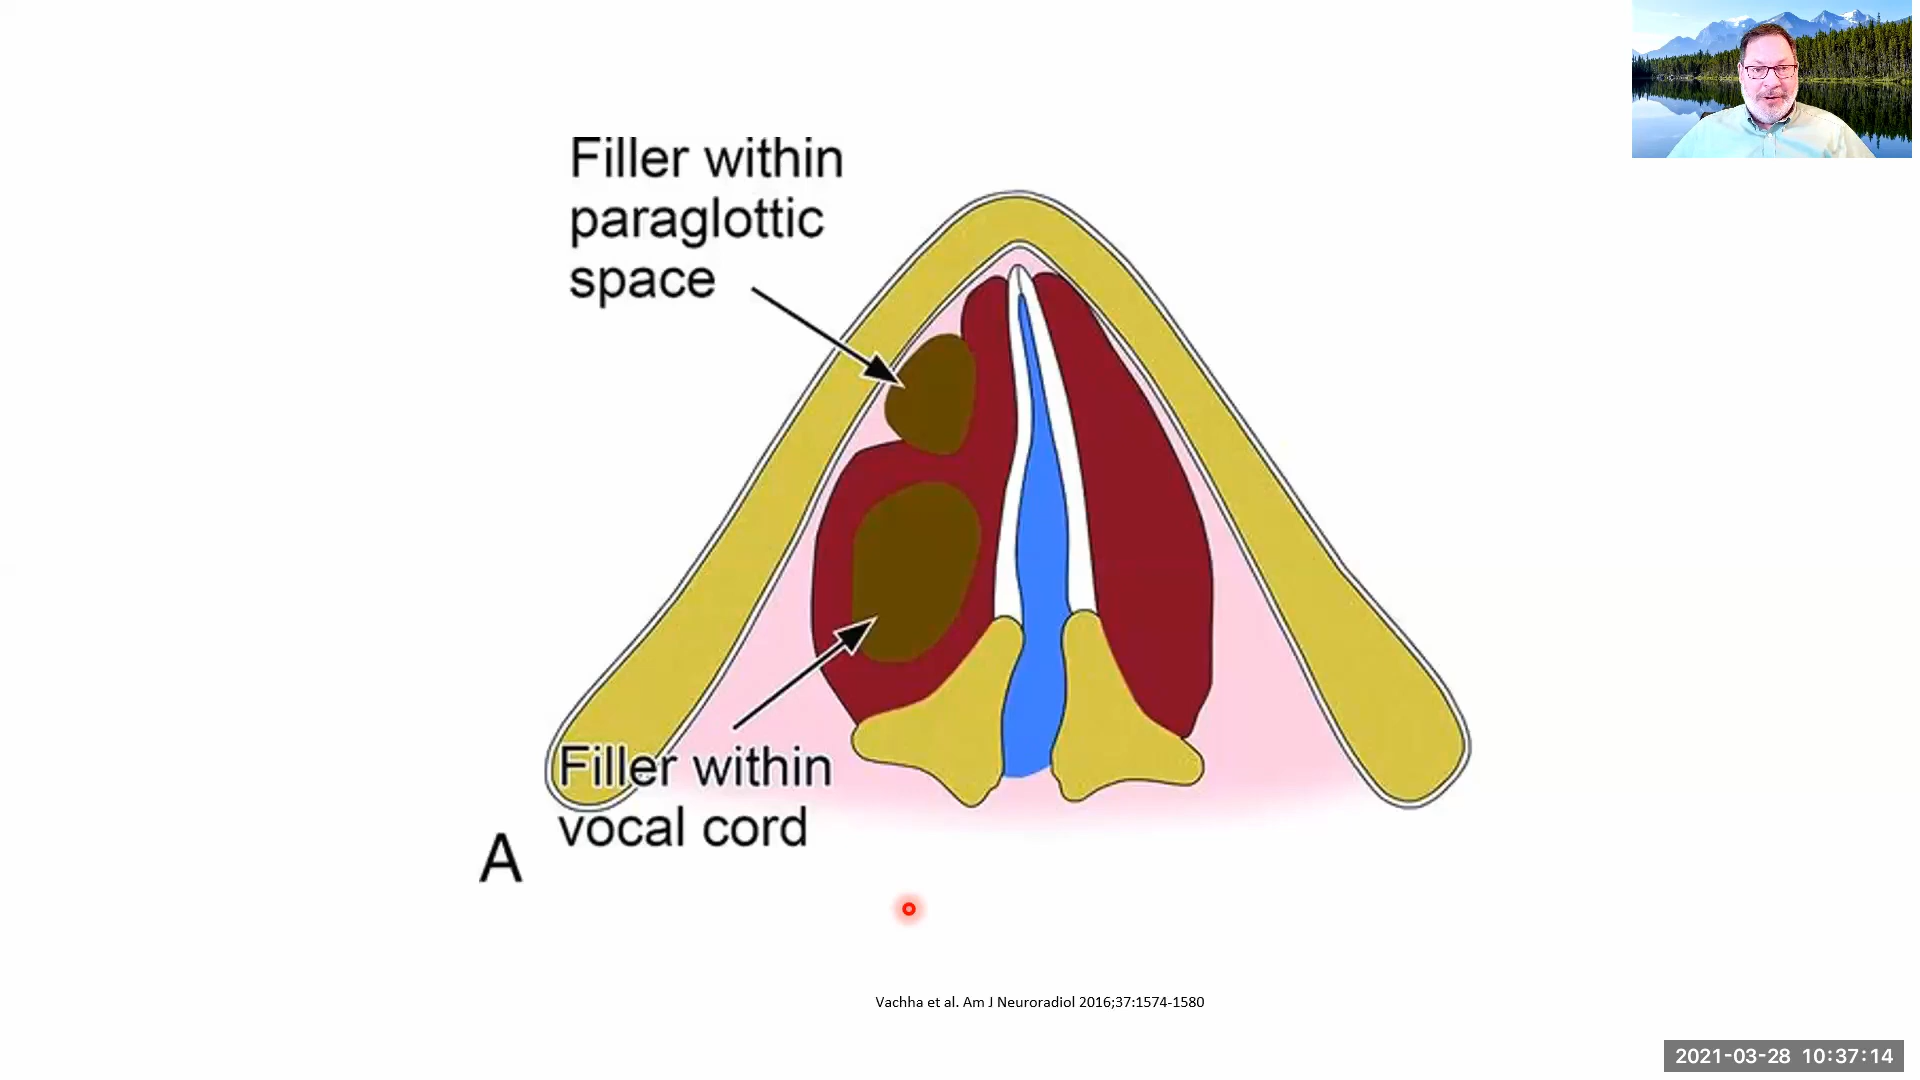 Filler within
paraglottic
space
Filler within
vocal cord
A
Vachha et al. Am J Neuroradiol 2016;37:1574-1580
2021-03-28 10:37:14